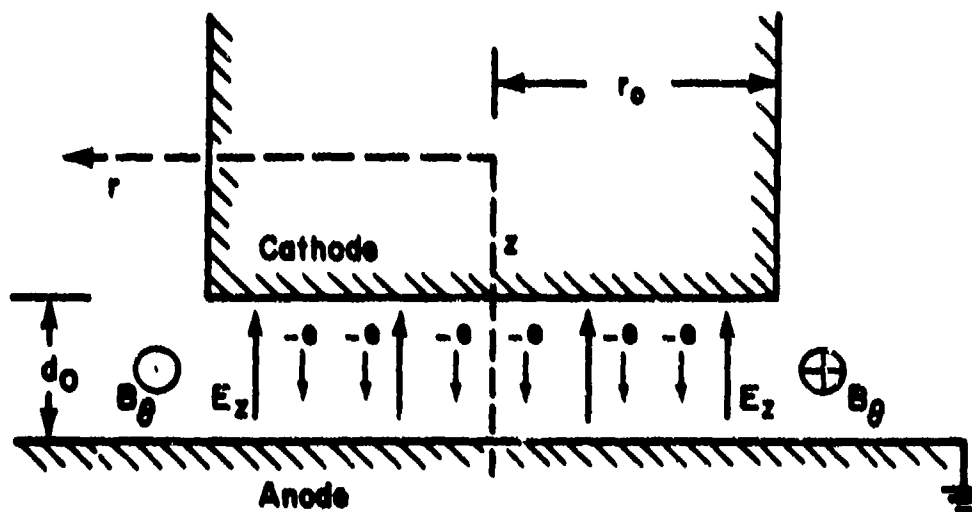 r₀
r
Cathode
z
-e -e -e -e -e -e
d₀
B_θ E_z E_z B_θ
Anode